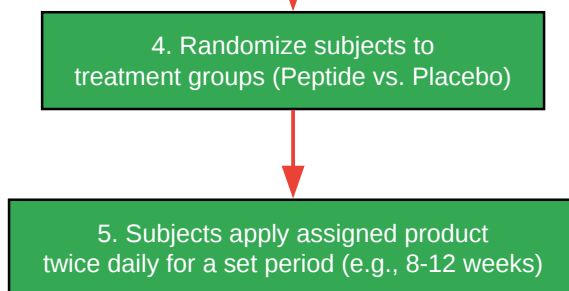 4. Randomize subjects to
treatment groups (Peptide vs. Placebo)
5. Subjects apply assigned product
twice daily for a set period (e.g., 8-12 weeks)